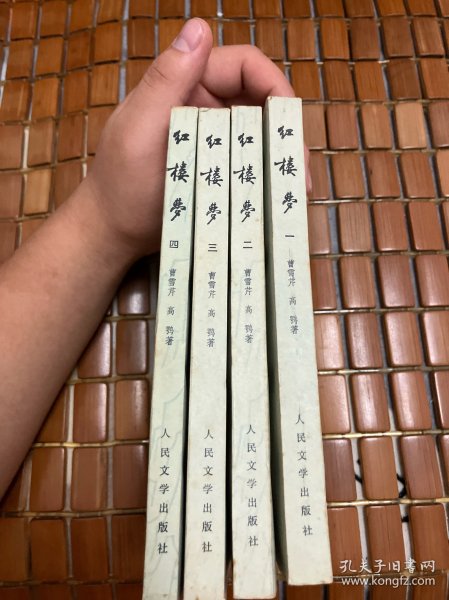 红楼梦 四 曹雪芹 高鹗著 人民文学出版社
红楼梦 三 曹雪芹 高鹗著 人民文学出版社
红楼梦 二 曹雪芹 高鹗著 人民文学出版社
红楼梦 一 曹雪芹 高鹗著 人民文学出版社
孔夫子旧书网
www.kongfz.com